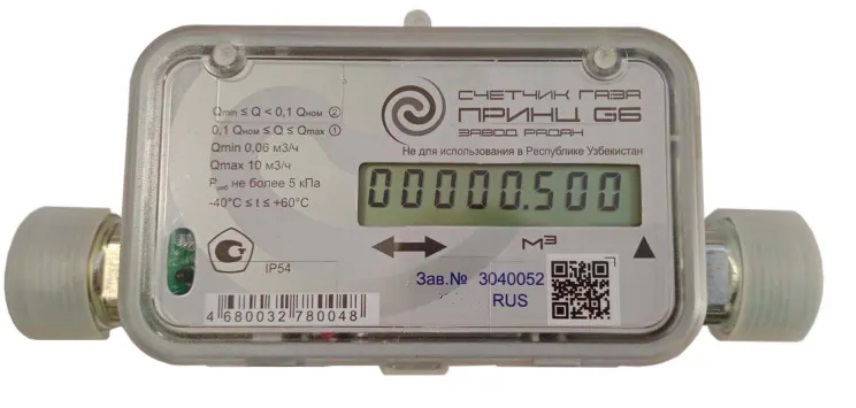 Qmin ≤ Q < 0,1 Qном ②
0,1 Qном ≤ Q ≤ Qmax ①
Qmin 0,06 м3/ч
Qmax 10 м3/ч
не более 5 кПа
-40°C ≤ t ≤ +60°C
СЧЕТЧИК ГАЗА
ПРИНЦ G6
ЗАВОД РАДАН
Не для использования в Республике Узбекистан
00000.500
М3
IP54
Зав.№ 3040052
RUS
4 680032 780048